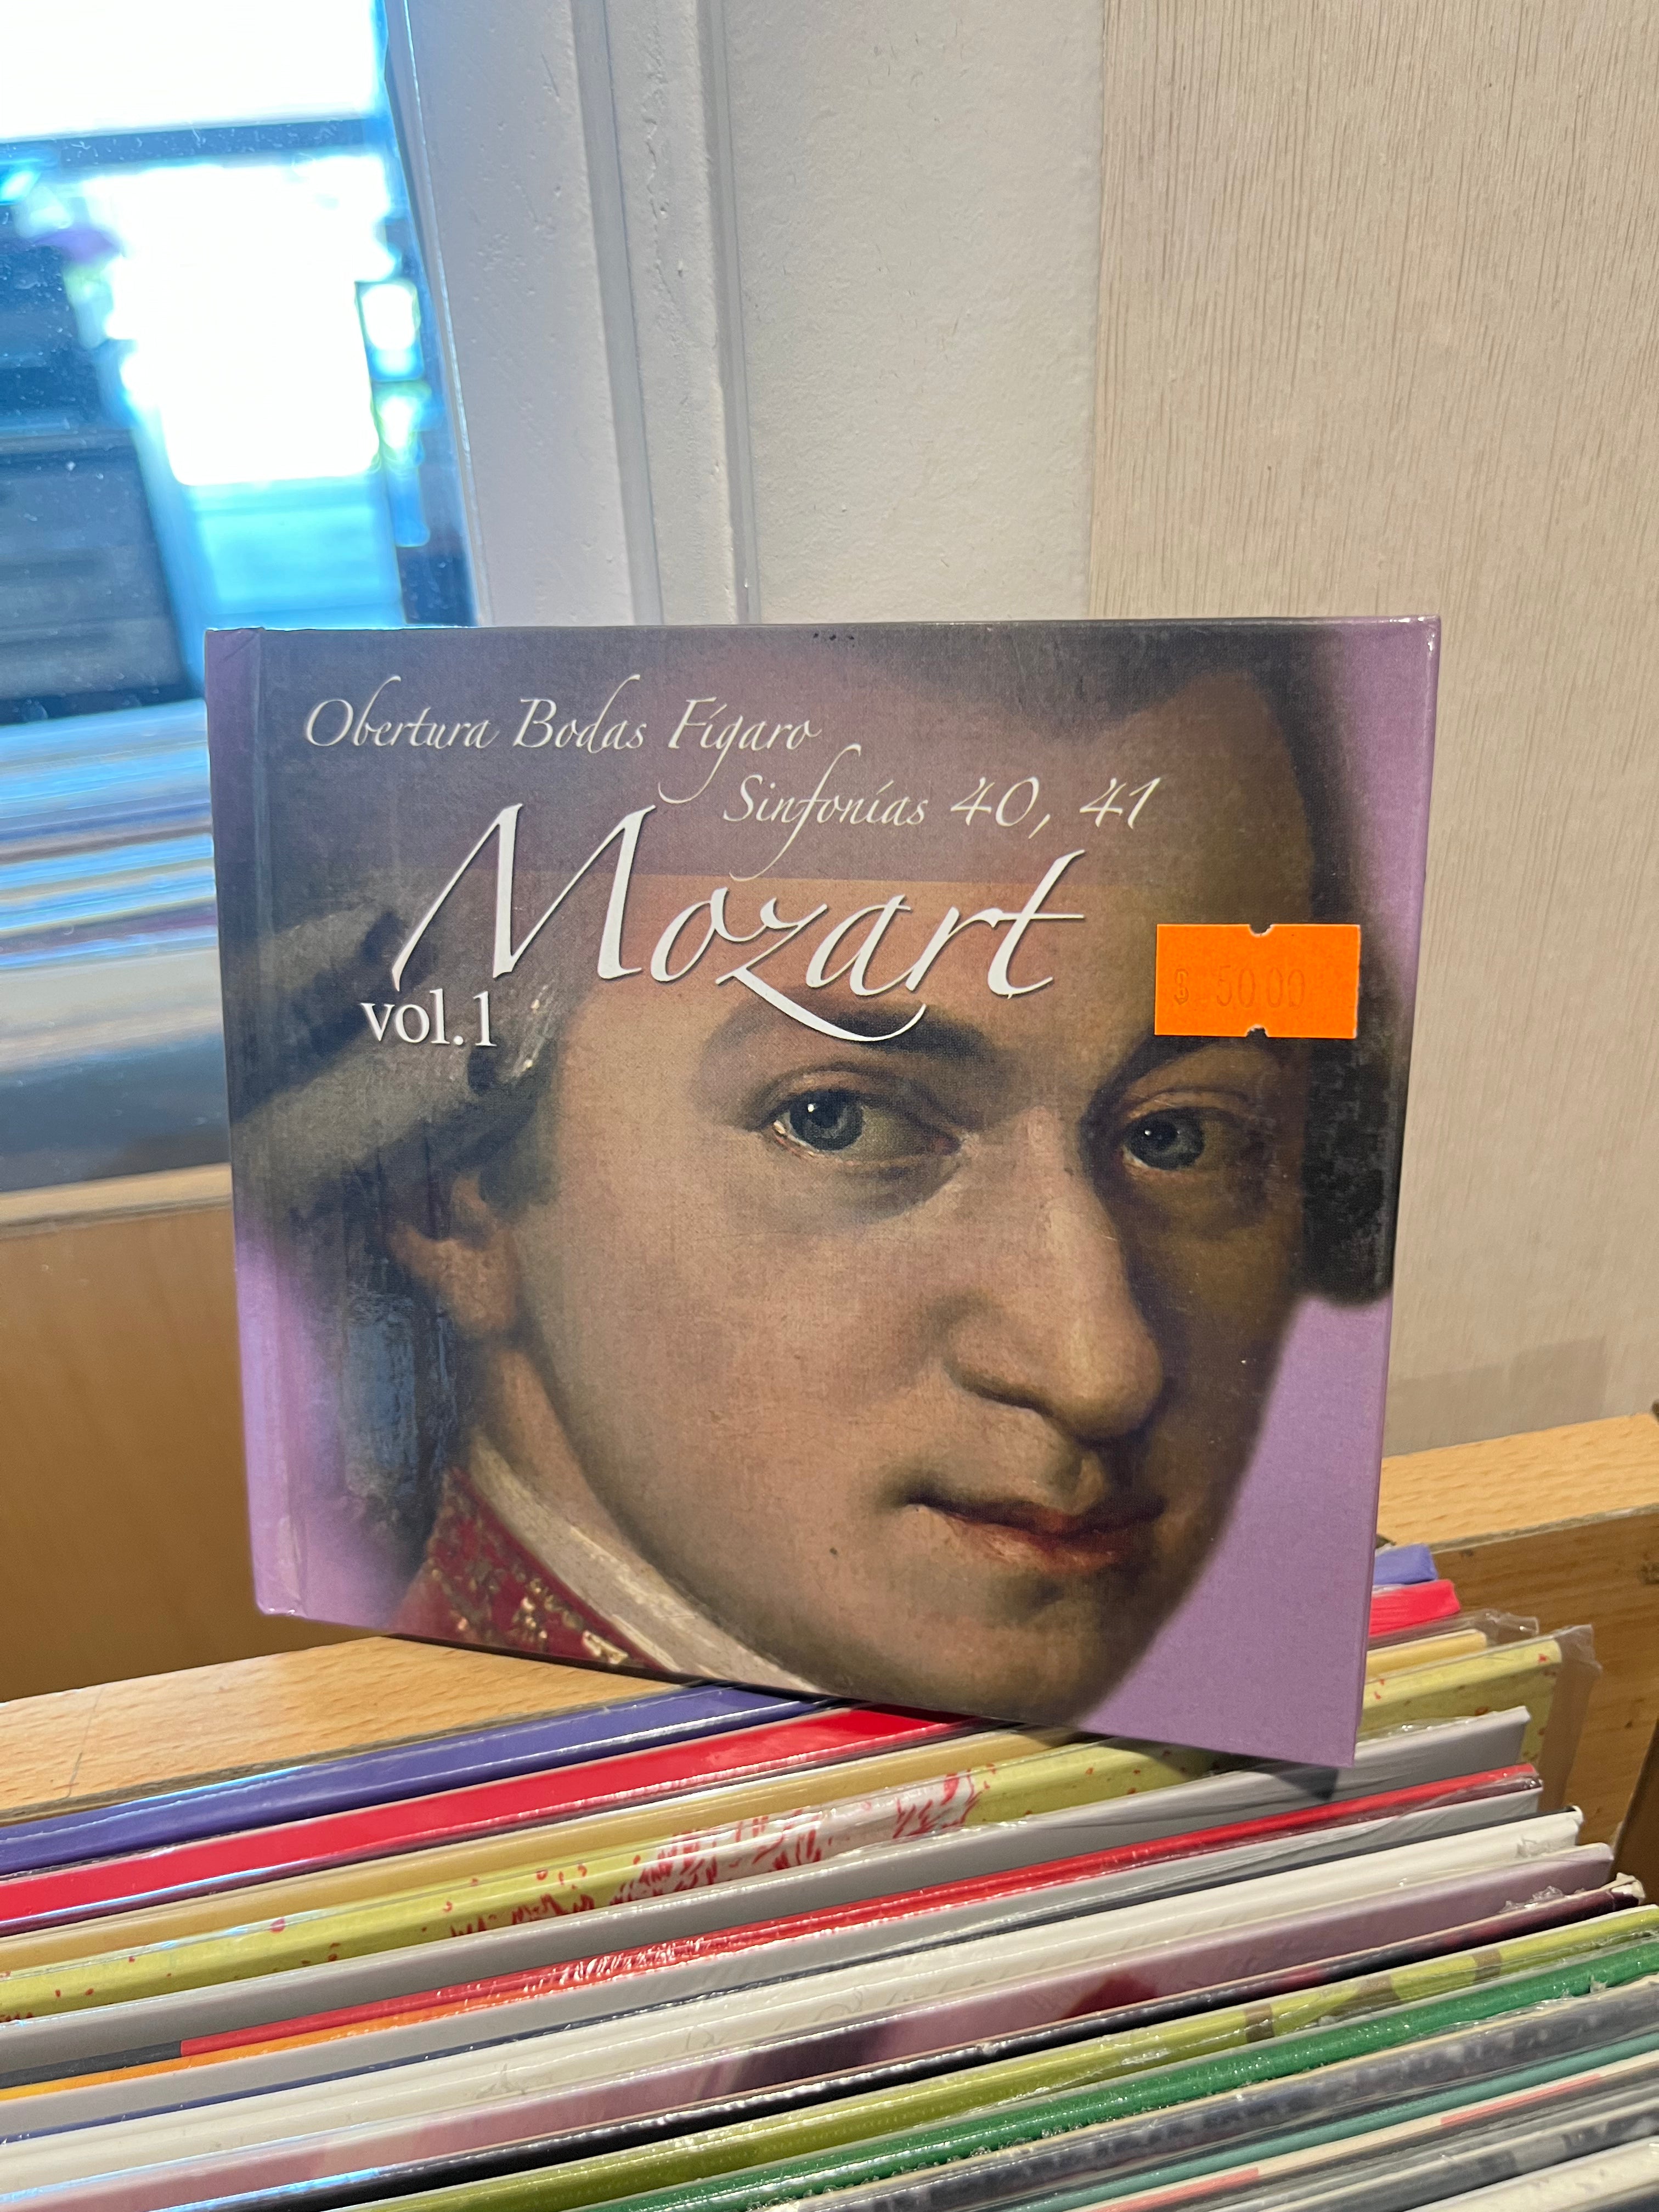 Obertura Bodas Fígaro
Sinfonías 40, 41
Mozart
vol.1
$ 50.00